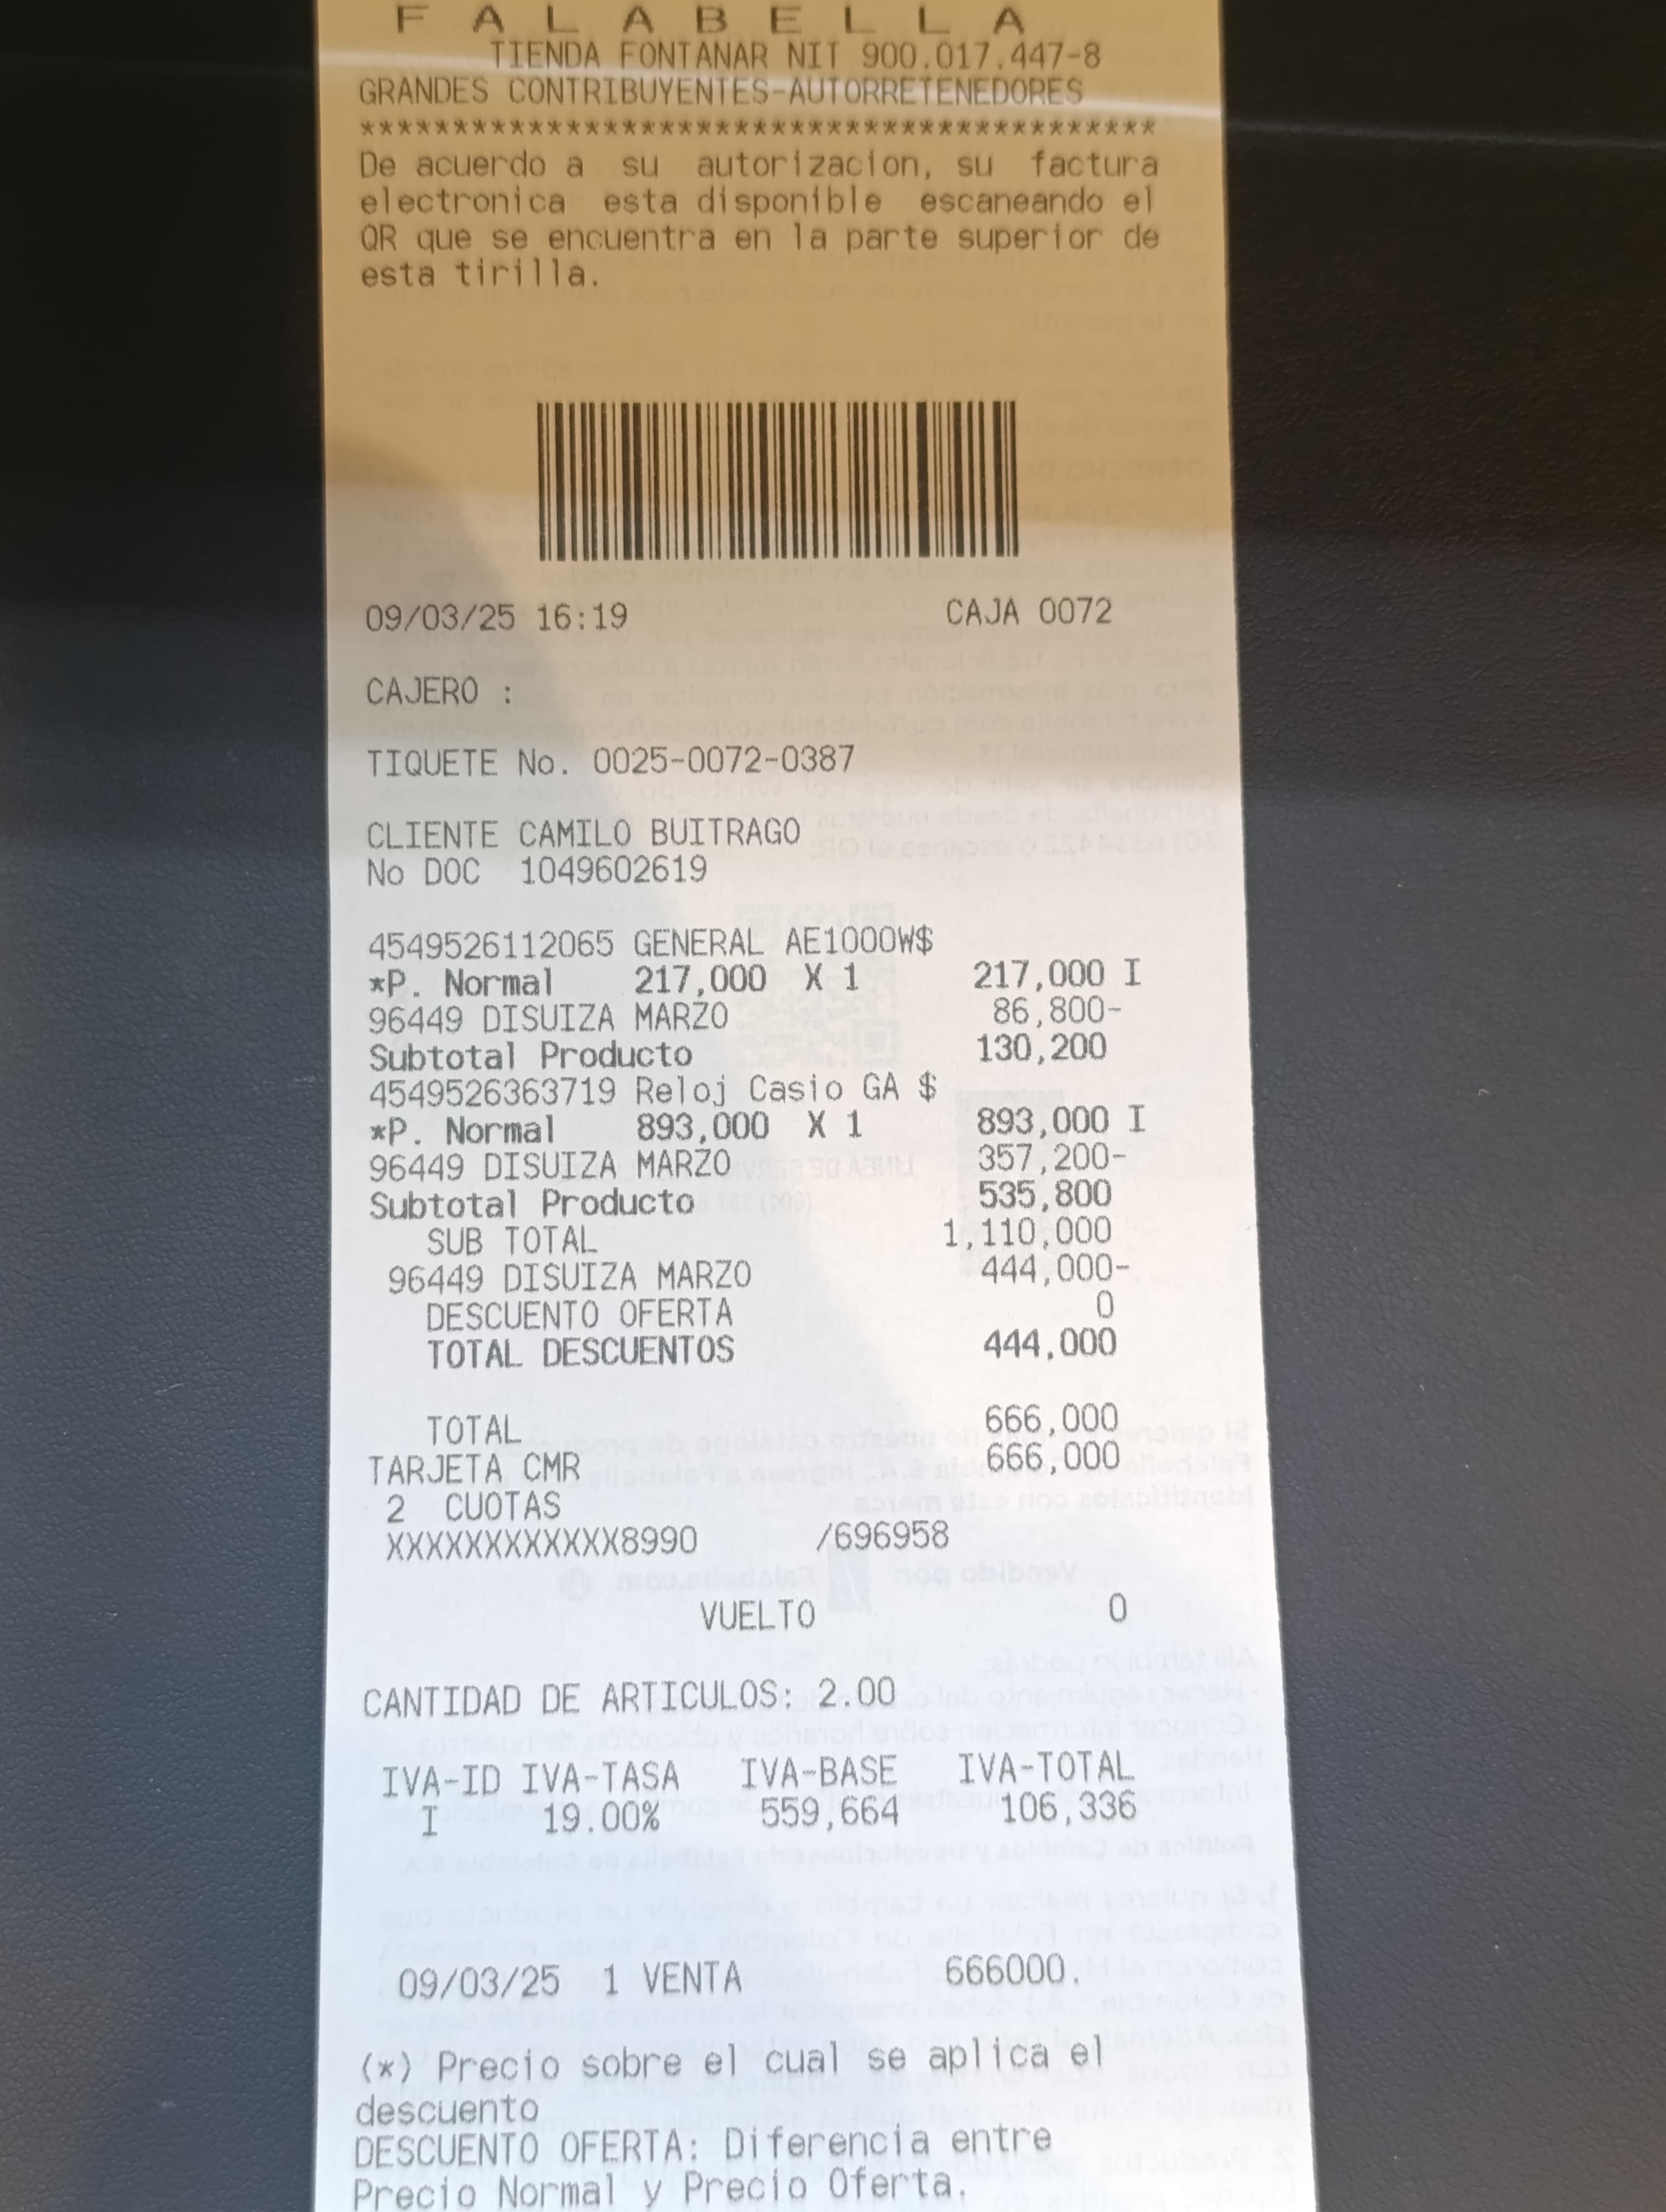 F A L A B E L L A
TIENDA FONTANAR NIT 900.017.447-8
GRANDES CONTRIBUYENTES-AUTORRETENEDORES
******************************************
De acuerdo a su autorizacion, su factura
electronica esta disponible escaneando el
QR que se encuentra en la parte superior de
esta tirilla.
09/03/25 16:19 CAJA 0072
CAJERO :
TIQUETE No. 0025-0072-0387
CLIENTE CAMILO BUITRAGO
No DOC 1049602619
4549526112065 GENERAL AE1000W$
*P. Normal 217,000 X 1 217,000 I
96449 DISUIZA MARZO 86,800-
Subtotal Producto 130,200
4549526363719 Reloj Casio GA $
*P. Normal 893,000 X 1 893,000 I
96449 DISUIZA MARZO 357,200-
Subtotal Producto 535,800
SUB TOTAL 1,110,000
96449 DISUIZA MARZO 444,000-
DESCUENTO OFERTA 0
TOTAL DESCUENTOS 444,000
TOTAL 666,000
TARJETA CMR 666,000
2 CUOTAS
XXXXXXXXXXXX8990 /696958
VUELTO 0
CANTIDAD DE ARTICULOS: 2.00
IVA-ID IVA-TASA IVA-BASE IVA-TOTAL
I 19.00% 559,664 106,336
09/03/25 1 VENTA 666000.
(*) Precio sobre el cual se aplica el
descuento
DESCUENTO OFERTA: Diferencia entre
Precio Normal y Precio Oferta.